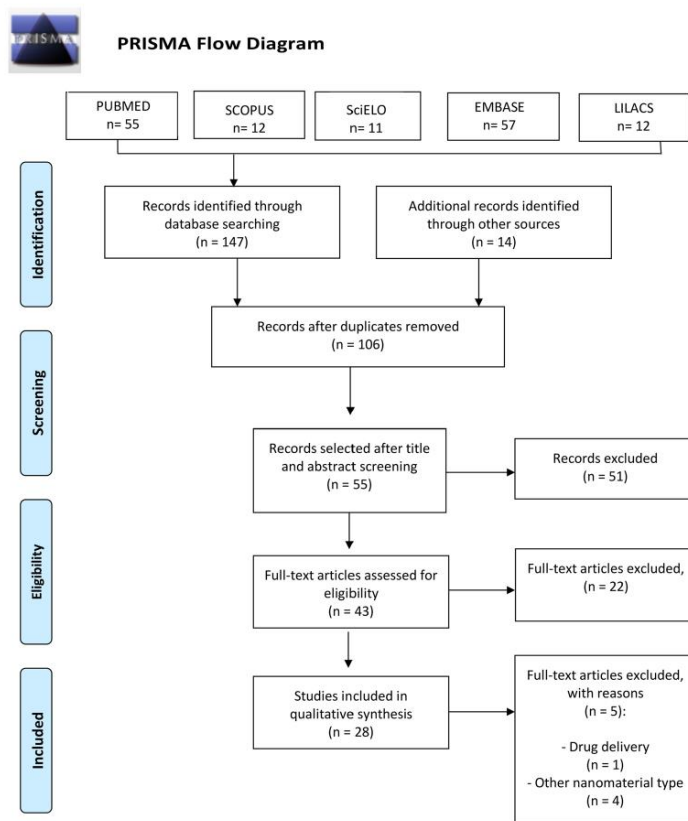 PRISMA
PRISMA Flow Diagram
PUBMED
n= 55
SCOPUS
n= 12
SciELO
n= 11
EMBASE
n= 57
LILACS
n= 12
Identification
Records identified through
database searching
(n = 147)
Additional records identified
through other sources
(n = 14)
Records after duplicates removed
(n = 106)
Screening
Records selected after title
and abstract screening
(n = 55)
Records excluded
(n = 51)
Eligibility
Full-text articles assessed for
eligibility
(n = 43)
Full-text articles excluded,
(n = 22)
Included
Studies included in
qualitative synthesis
(n = 28)
Full-text articles excluded,
with reasons
(n = 5):
- Drug delivery
(n = 1)
- Other nanomaterial type
(n = 4)